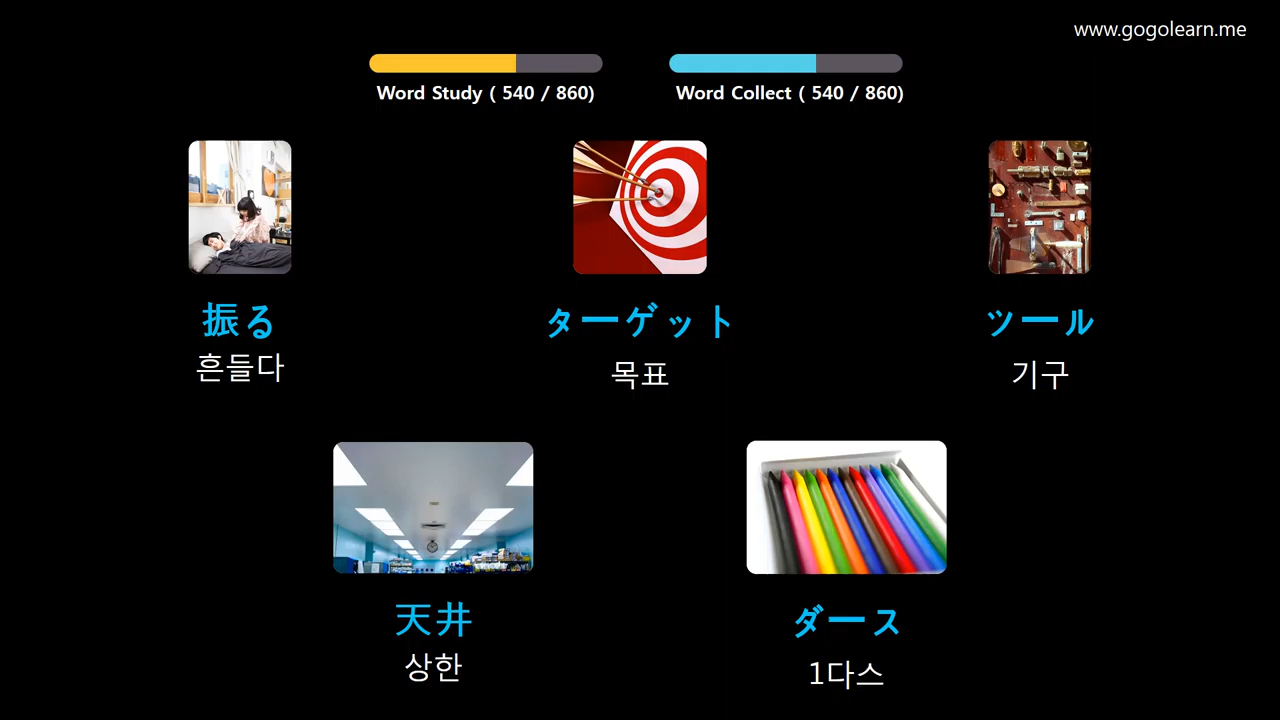 www.gogolearn.me
Word Study ( 540 / 860)
Word Collect ( 540 / 860)
振る
흔들다
ターゲット
목표
ツール
기구
天井
상한
ダース
1다스